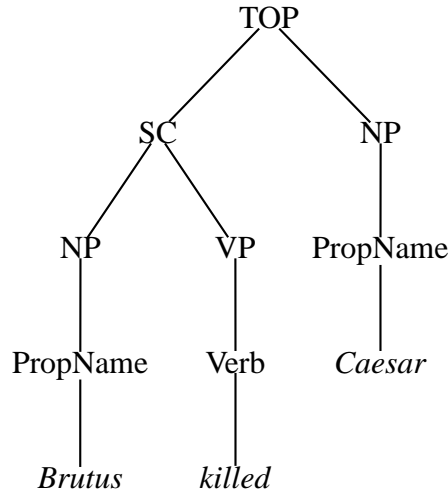 TOP
SC NP
NP VP PropName
PropName Verb Caesar
Brutus killed